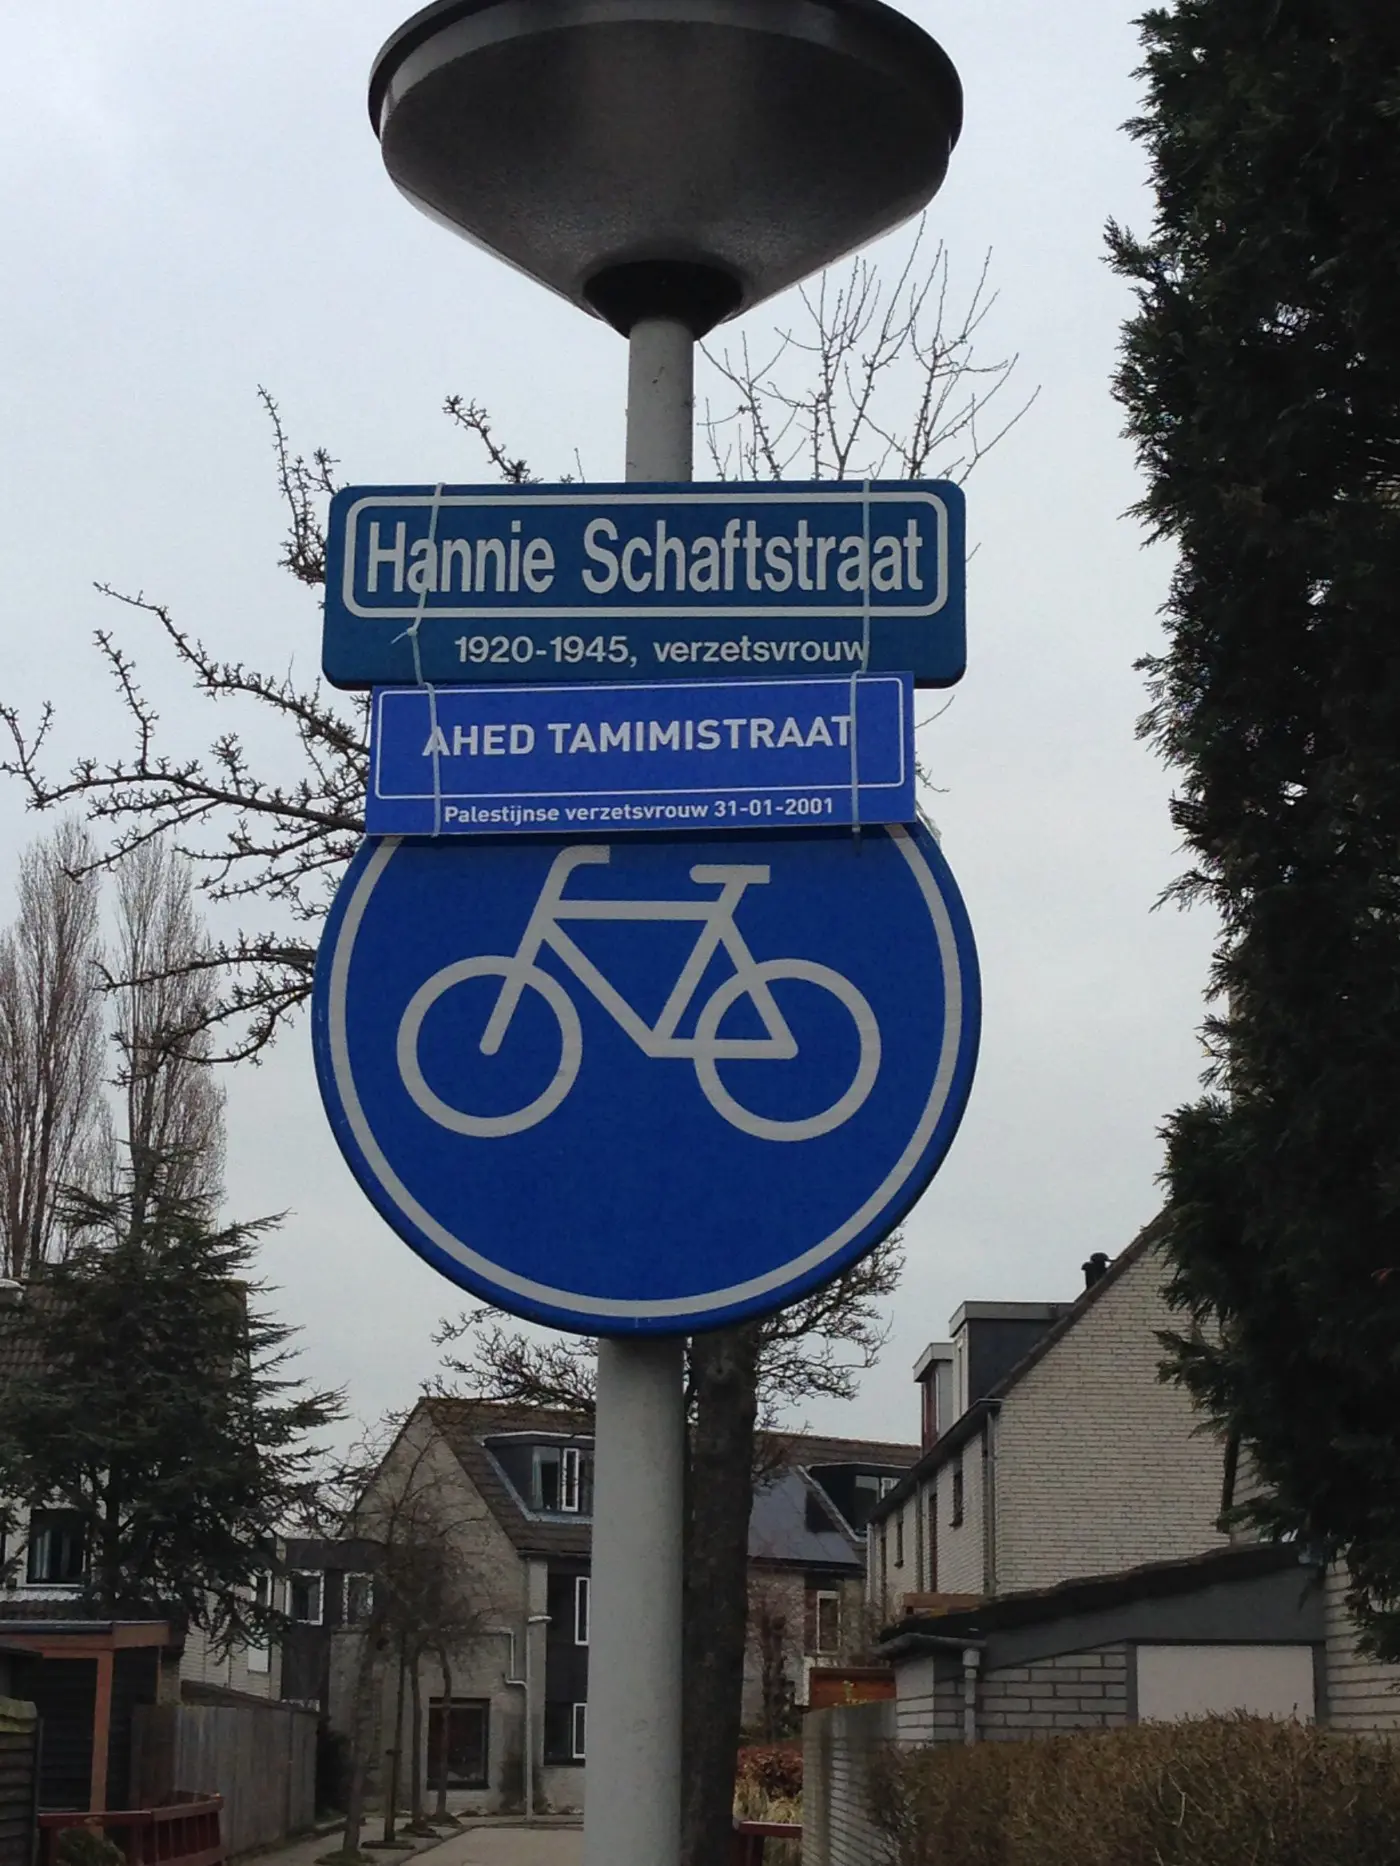 Hannie Schaftstraat
1920-1945, verzetsvrouw
AHED TAMIMISTRAAT
Palestijnse verzetsvrouw 31-01-2001